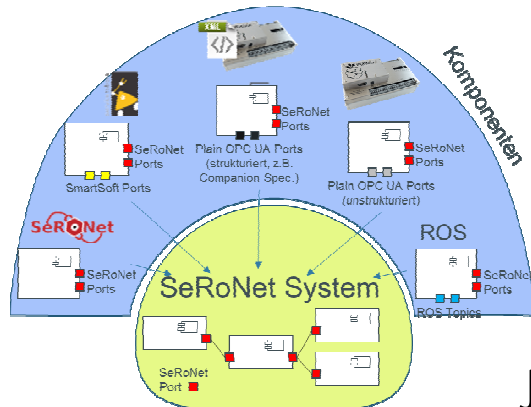 XML
</>
Komponenten
SeRoNet
Ports
Plain OPC UA Ports
(strukturiert, z.B.
Companion Spec.)
SeRoNet
Ports
SmartSoft Ports
SeRoNet
Ports
Plain OPC UA Ports
(unstrukturiert)
SeRoNet
SeRoNet
Ports
ROS
SeRoNet
Ports
ROS Topics
SeRoNet System
SeRoNet
Port